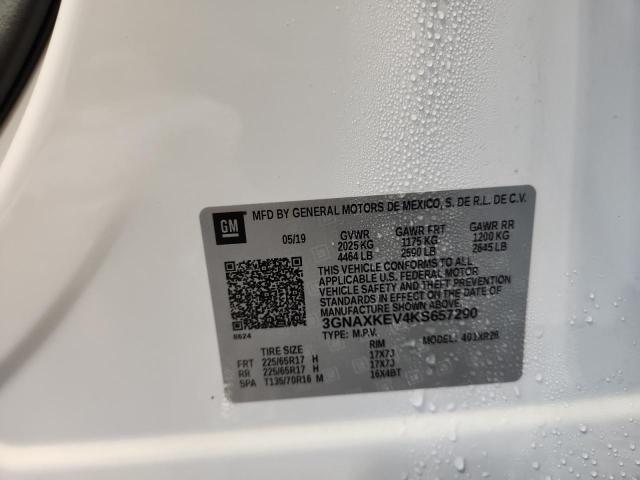 GM MFD BY GENERAL MOTORS DE MEXICO, S. DE R.L. DE C.V.
05/19 GVWR GAWR FRT GAWR RR
2025 KG 1175 KG 1200 KG
4464 LB 2590 LB 2645 LB
THIS VEHICLE CONFORMS TO ALL
APPLICABLE U.S. FEDERAL MOTOR
VEHICLE SAFETY AND THEFT PREVENTION
STANDARDS IN EFFECT ON THE DATE OF
MANUFACTURE SHOWN ABOVE.
3GNAXKEV4KS657290
8624 TYPE: M.P.V. MODEL: 401XR26
TIRE SIZE RIM
FRT 225/65R17 H 17X7J
RR 225/65R17 H 17X7J
SPA T135/70R16 M 16X4BT